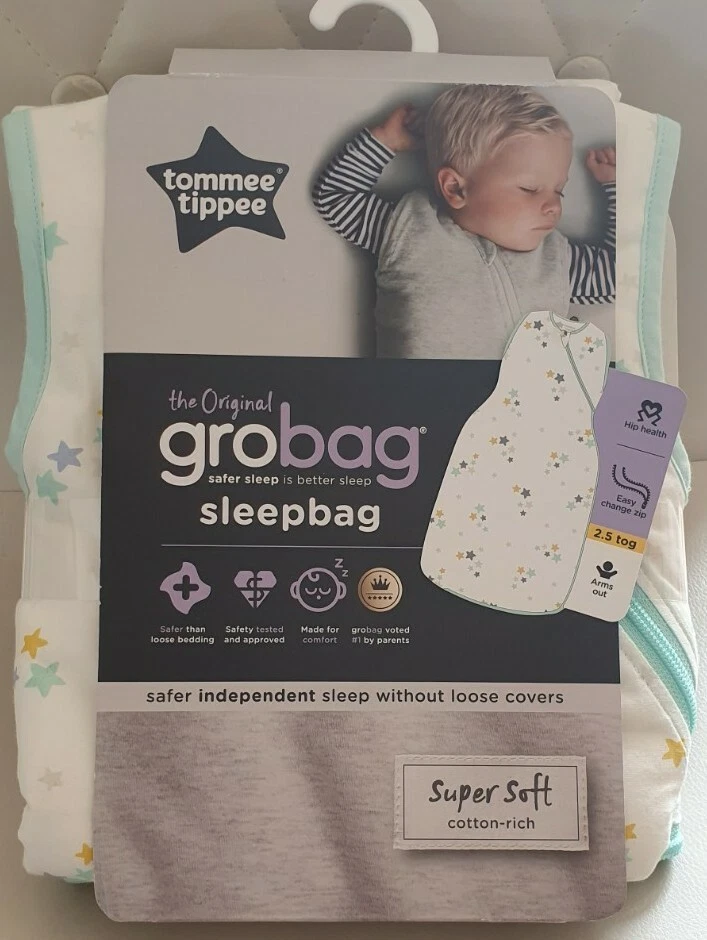 tommee®
tippee
the Original
grobag®
safer sleep is better sleep
sleepbag
Hip health
Easy
change zip
2.5 tog
Arms
out
z z
Safer than
loose bedding
Safety tested
and approved
Made for
comfort
grobag voted
#1 by parents
safer independent sleep without loose covers
Super Soft
cotton-rich